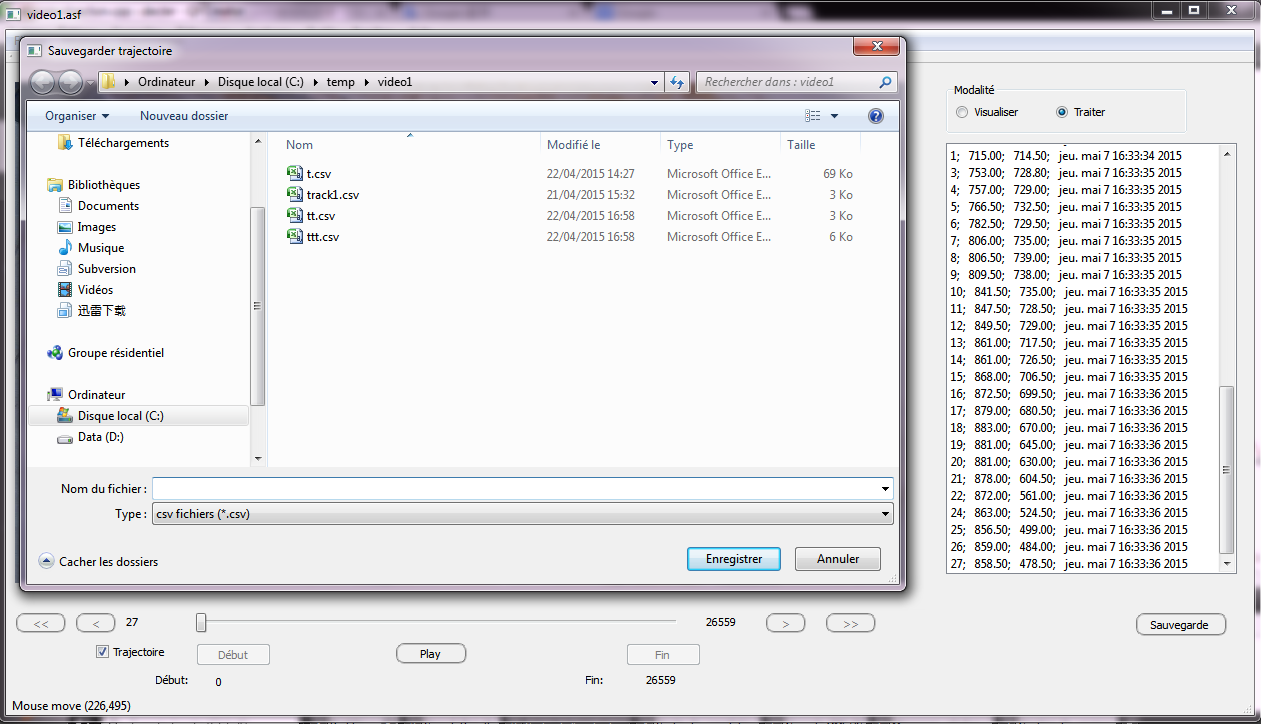 video1.asf
Sauvegarder trajectoire
Ordinateur Disque local (C:) temp video1
Rechercher dans : video1
Organiser Nouveau dossier
Téléchargements
Bibliothèques
Documents
Images
Musique
Subversion
Vidéos
迅雷下载
Groupe résidentiel
Ordinateur
Disque local (C:)
Data (D:)
Nom Modifié le Type Taille
t.csv 22/04/2015 14:27 Microsoft Office E... 69 Ko
track1.csv 21/04/2015 15:32 Microsoft Office E... 3 Ko
tt.csv 22/04/2015 16:58 Microsoft Office E... 3 Ko
ttt.csv 22/04/2015 16:58 Microsoft Office E... 6 Ko
Nom du fichier :
Type : csv fichiers (*.csv)
Cacher les dossiers
Enregistrer Annuler
Modalité
Visualiser Traiter
1; 715.00; 714.50; jeu. mai 7 16:33:34 2015
3; 753.00; 728.80; jeu. mai 7 16:33:35 2015
4; 757.00; 729.00; jeu. mai 7 16:33:35 2015
5; 766.50; 732.50; jeu. mai 7 16:33:35 2015
6; 782.50; 729.50; jeu. mai 7 16:33:35 2015
7; 806.00; 735.00; jeu. mai 7 16:33:35 2015
8; 806.50; 739.00; jeu. mai 7 16:33:35 2015
9; 809.50; 738.00; jeu. mai 7 16:33:35 2015
10; 841.50; 735.00; jeu. mai 7 16:33:35 2015
11; 847.50; 728.50; jeu. mai 7 16:33:35 2015
12; 849.50; 729.00; jeu. mai 7 16:33:35 2015
13; 861.00; 717.50; jeu. mai 7 16:33:35 2015
14; 861.00; 726.50; jeu. mai 7 16:33:35 2015
15; 868.00; 706.50; jeu. mai 7 16:33:35 2015
16; 872.50; 699.50; jeu. mai 7 16:33:36 2015
17; 879.00; 680.50; jeu. mai 7 16:33:36 2015
18; 883.00; 670.00; jeu. mai 7 16:33:36 2015
19; 881.00; 645.00; jeu. mai 7 16:33:36 2015
20; 881.00; 630.00; jeu. mai 7 16:33:36 2015
21; 878.00; 604.50; jeu. mai 7 16:33:36 2015
22; 872.00; 561.00; jeu. mai 7 16:33:36 2015
24; 863.00; 524.50; jeu. mai 7 16:33:36 2015
25; 856.50; 499.00; jeu. mai 7 16:33:36 2015
26; 859.00; 484.00; jeu. mai 7 16:33:36 2015
27; 858.50; 478.50; jeu. mai 7 16:33:36 2015
<< < 27 26559 > >>
Sauvegarde
Trajectoire Début Play Fin
Début: 0 Fin: 26559
Mouse move (226,495)